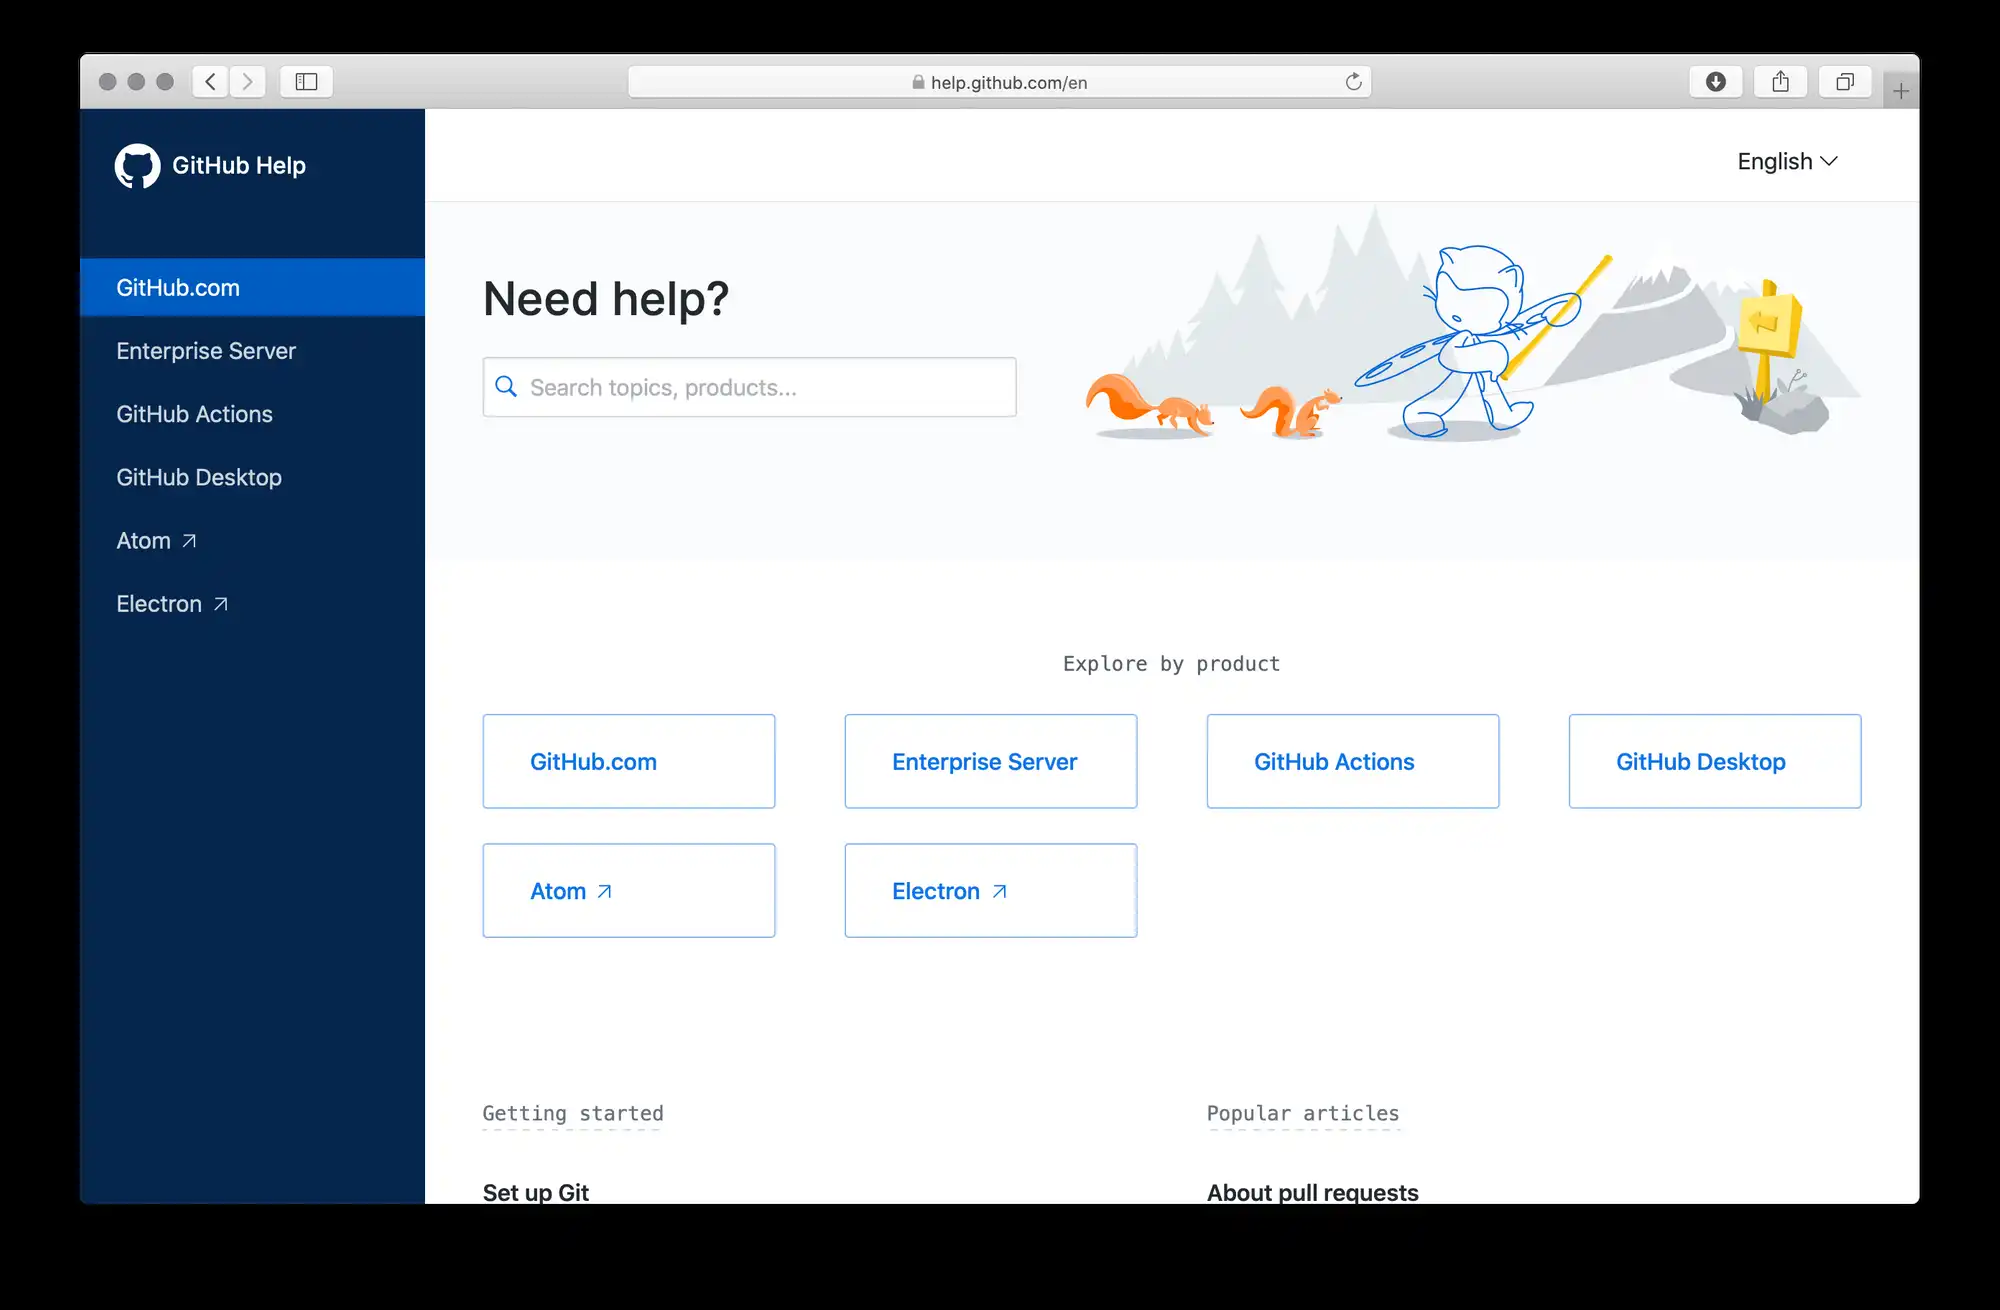 help.github.com/en
GitHub Help
English
GitHub.com
Enterprise Server
GitHub Actions
GitHub Desktop
Atom
Electron
Need help?
Search topics, products...
Explore by product
GitHub.com
Enterprise Server
GitHub Actions
GitHub Desktop
Atom
Electron
Getting started
Set up Git
Popular articles
About pull requests